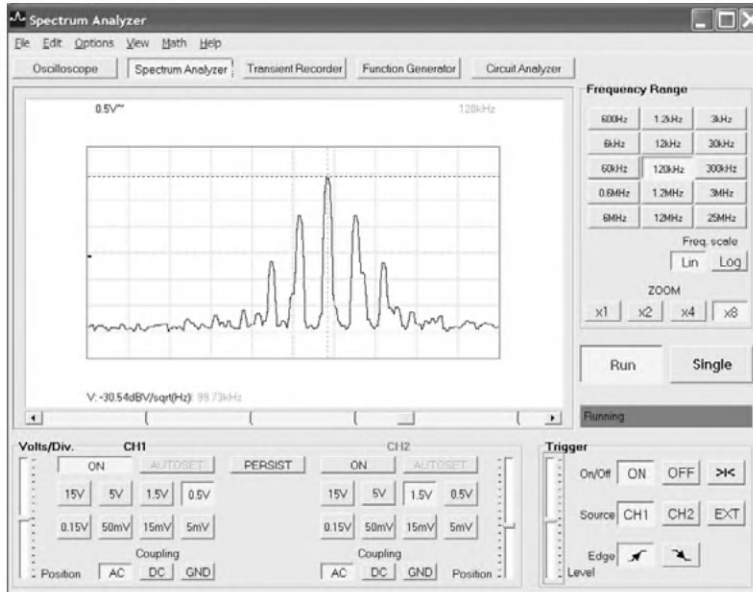 Spectrum Analyzer
File Edit Options View Math Help
Oscilloscope Spectrum Analyzer Transient Recorder Function Generator Circuit Analyzer
0.5V~ 120kHz
V: -30.54dBV/sqrt(Hz) 99.73kHz
Frequency Range
600Hz 1.2kHz 3kHz
6kHz 12kHz 30kHz
60kHz 120kHz 300kHz
0.6MHz 1.2MHz 3MHz
6MHz 12MHz 25MHz
Freq. scale
Lin Log
ZOOM
x1 x2 x4 x8
Run Single
Running
Volts/Div. CH1 CH2
ON AUTOSET PERSIST ON AUTOSET
15V 5V 1.5V 0.5V 15V 5V 1.5V 0.5V
0.15V 50mV 15mV 5mV 0.15V 50mV 15mV 5mV
Coupling Coupling
Position AC DC GND AC DC GND Position
Trigger
On/Off ON OFF >I<
Source CH1 CH2 EXT
Edge
Level